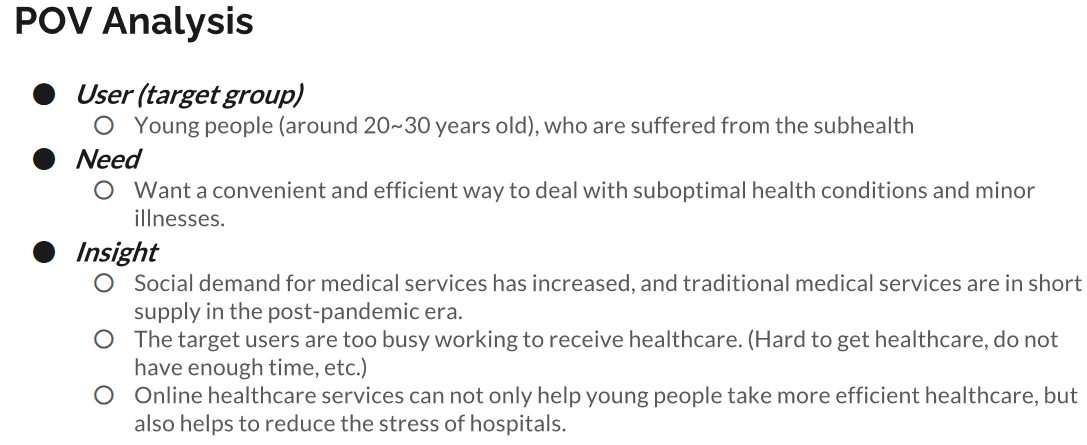 POV Analysis
User (target group)
Young people (around 20~30 years old), who are suffered from the subhealth
Need
Want a convenient and efficient way to deal with suboptimal health conditions and minor
illnesses.
Insight
Social demand for medical services has increased, and traditional medical services are in short
supply in the post-pandemic era.
The target users are too busy working to receive healthcare. (Hard to get healthcare, do not
have enough time, etc.)
Online healthcare services can not only help young people take more efficient healthcare, but
also helps to reduce the stress of hospitals.